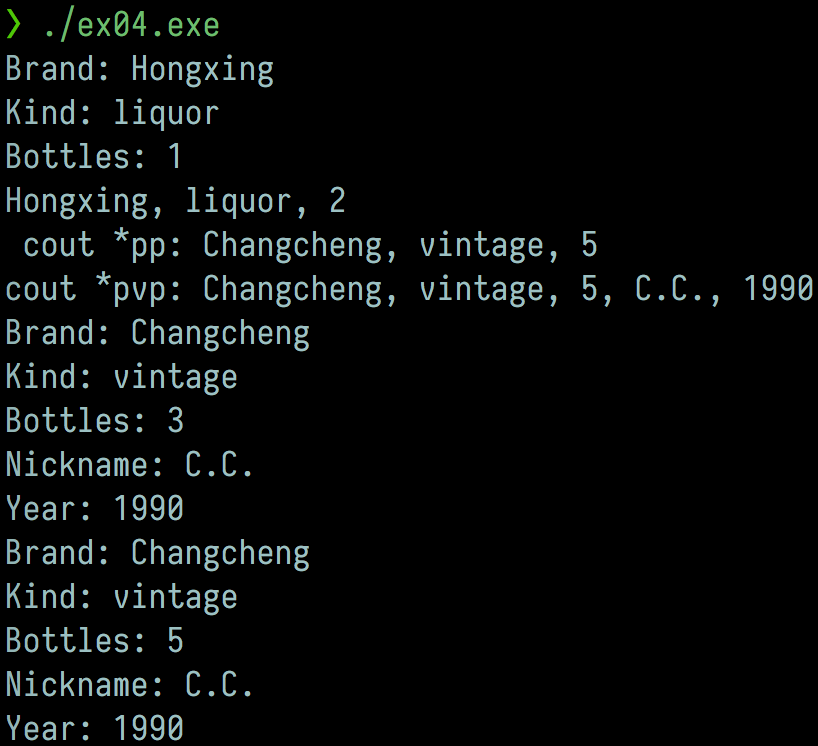 ❯ ./ex04.exe
Brand: Hongxing
Kind: liquor
Bottles: 1
Hongxing, liquor, 2
 cout *pp: Changcheng, vintage, 5
cout *pvp: Changcheng, vintage, 5, C.C., 1990
Brand: Changcheng
Kind: vintage
Bottles: 3
Nickname: C.C.
Year: 1990
Brand: Changcheng
Kind: vintage
Bottles: 5
Nickname: C.C.
Year: 1990